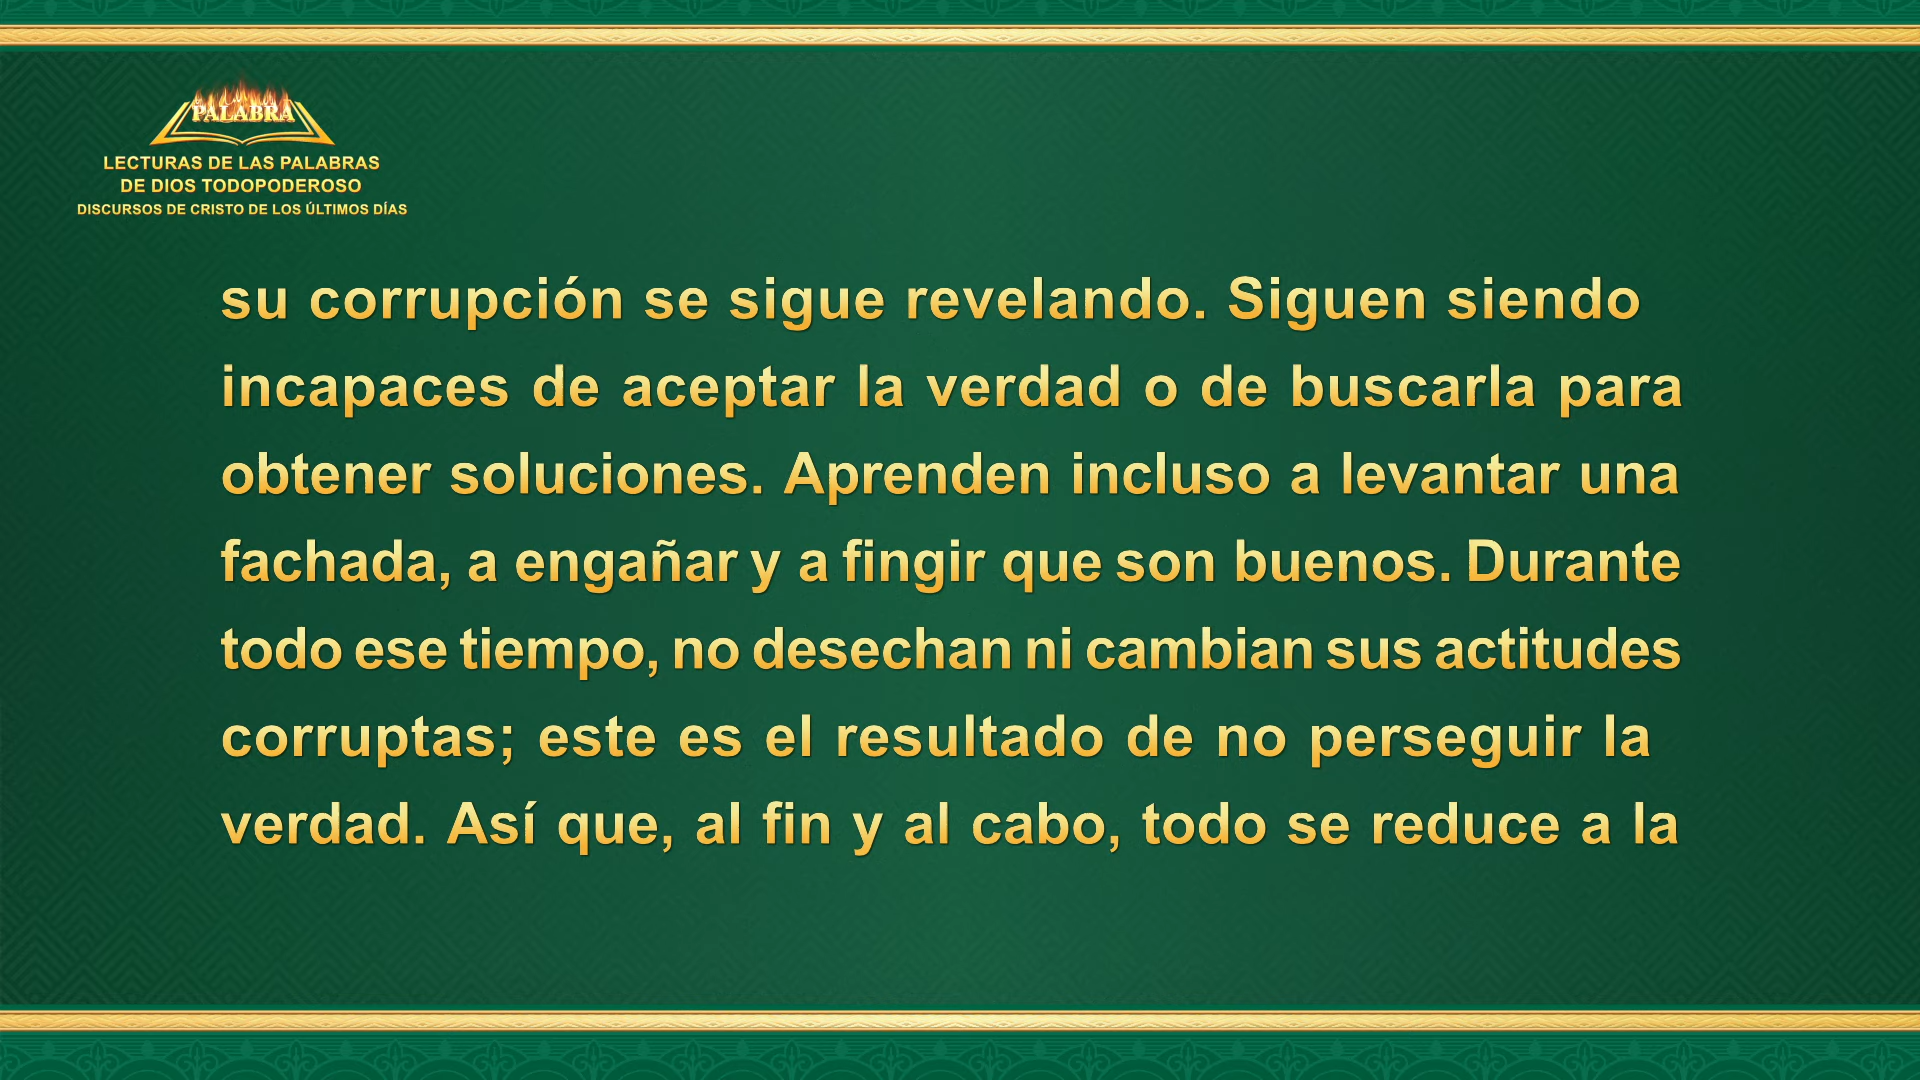 PALABRA
LECTURAS DE LAS PALABRAS
DE DIOS TODOPODEROSO
DISCURSOS DE CRISTO DE LOS ÚLTIMOS DÍAS
su corrupción se sigue revelando. Siguen siendo
incapaces de aceptar la verdad o de buscarla para
obtener soluciones. Aprenden incluso a levantar una
fachada, a engañar y a fingir que son buenos. Durante
todo ese tiempo, no desechan ni cambian sus actitudes
corruptas; este es el resultado de no perseguir la
verdad. Así que, al fin y al cabo, todo se reduce a la